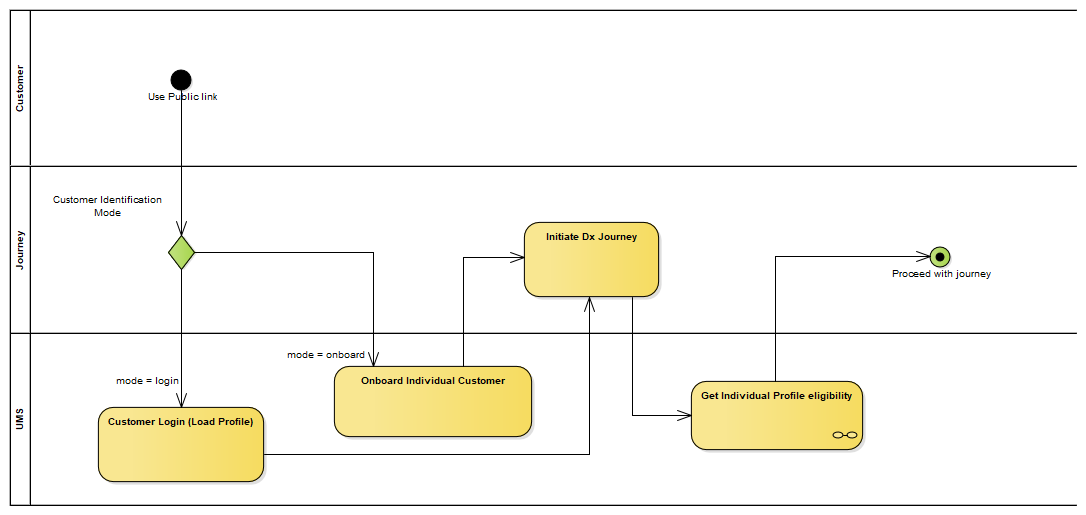 Customer
Use Public link
Journey
Customer Identification
Mode
Initiate Dx Journey
Proceed with journey
UMS
mode = onboard
mode = login
Onboard Individual Customer
Get Individual Profile eligibility
Customer Login (Load Profile)